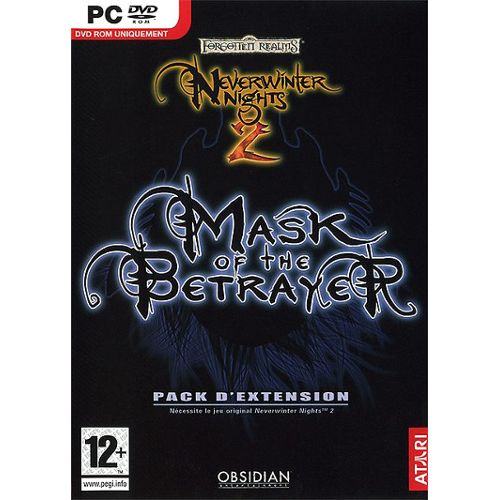 PC DVD ROM
DVD ROM UNIQUEMENT
FORGOTTEN REALMS
NEVERWINTER
NIGHTS
2
MASK
OF THE
BETRAYER
PACK D'EXTENSION
Nécessite le jeu original Neverwinter Nights™ 2
12+
www.pegi.info
OBSIDIAN
entertainment
ATARI